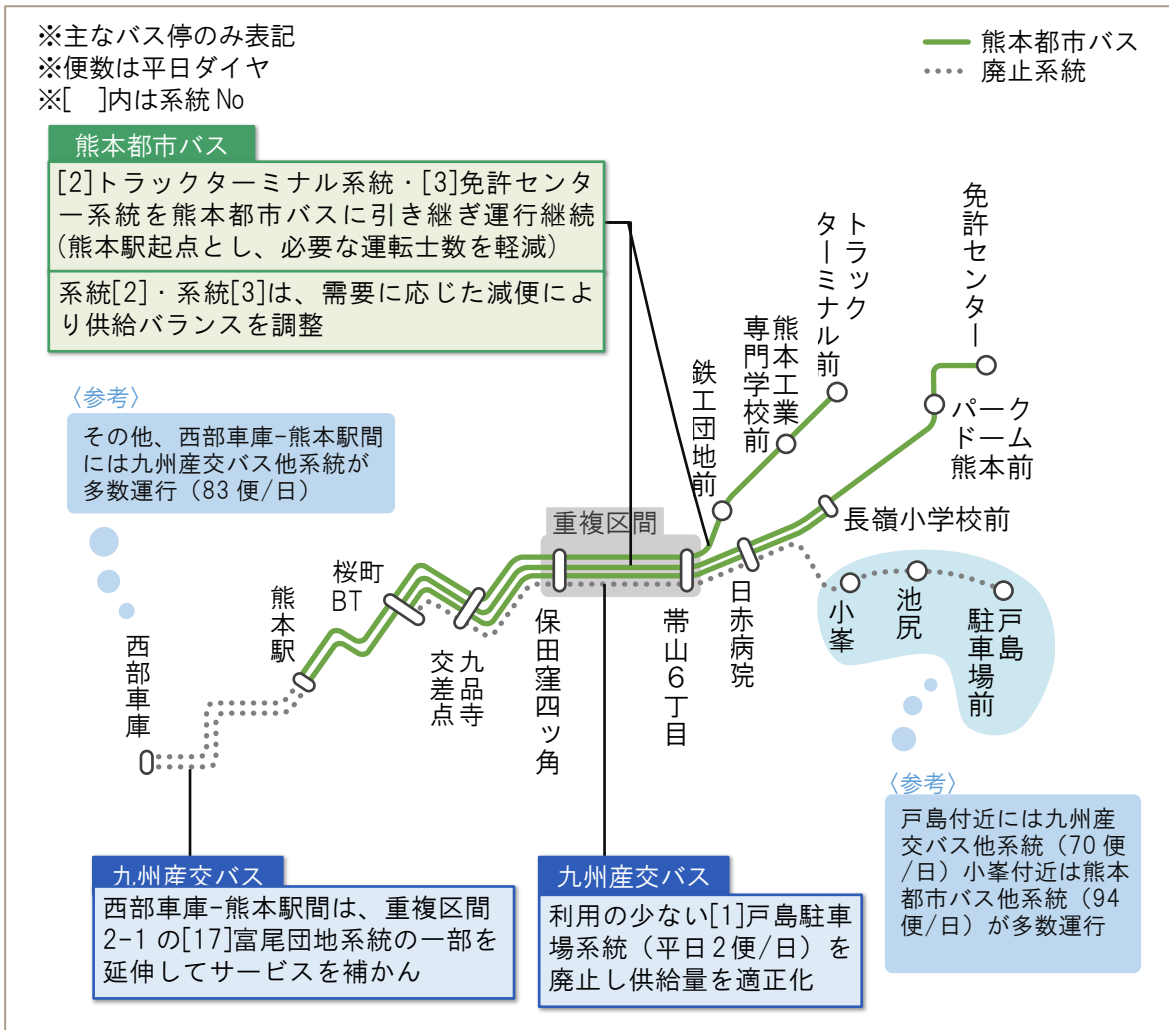 ※主なバス停のみ表記
※便数は平日ダイヤ
※[　]内は系統 No
熊本都市バス
廃止系統
熊本都市バス
[2]トラックターミナル系統・[3]免許センタ
ー系統を熊本都市バスに引き継ぎ運行継続
(熊本駅起点とし、必要な運転士数を軽減)
系統[2]・系統[3]は、需要に応じた減便によ
り供給バランスを調整
〈参考〉
その他、西部車庫-熊本駅間
には九州産交バス他系統が
多数運行（83 便/日）
西部車庫
熊本駅
桜町
BT
九品寺
交差点
重複区間
保田窪四ッ角
帯山６丁目
鉄工団地前
熊本工業
専門学校前
トラック
ターミナル前
免許センター
パーク
ドーム
熊本前
長嶺小学校前
日赤病院
小峯
池尻
戸島
駐車場前
〈参考〉
戸島付近には九州産
交バス他系統（70 便
/日）小峯付近は熊本
都市バス他系統（94
便/日）が多数運行
九州産交バス
西部車庫-熊本駅間は、重複区間
2-1 の[17]富尾団地系統の一部を
延伸してサービスを補かん
九州産交バス
利用の少ない[1]戸島駐車
場系統（平日２便/日）を
廃止し供給量を適正化